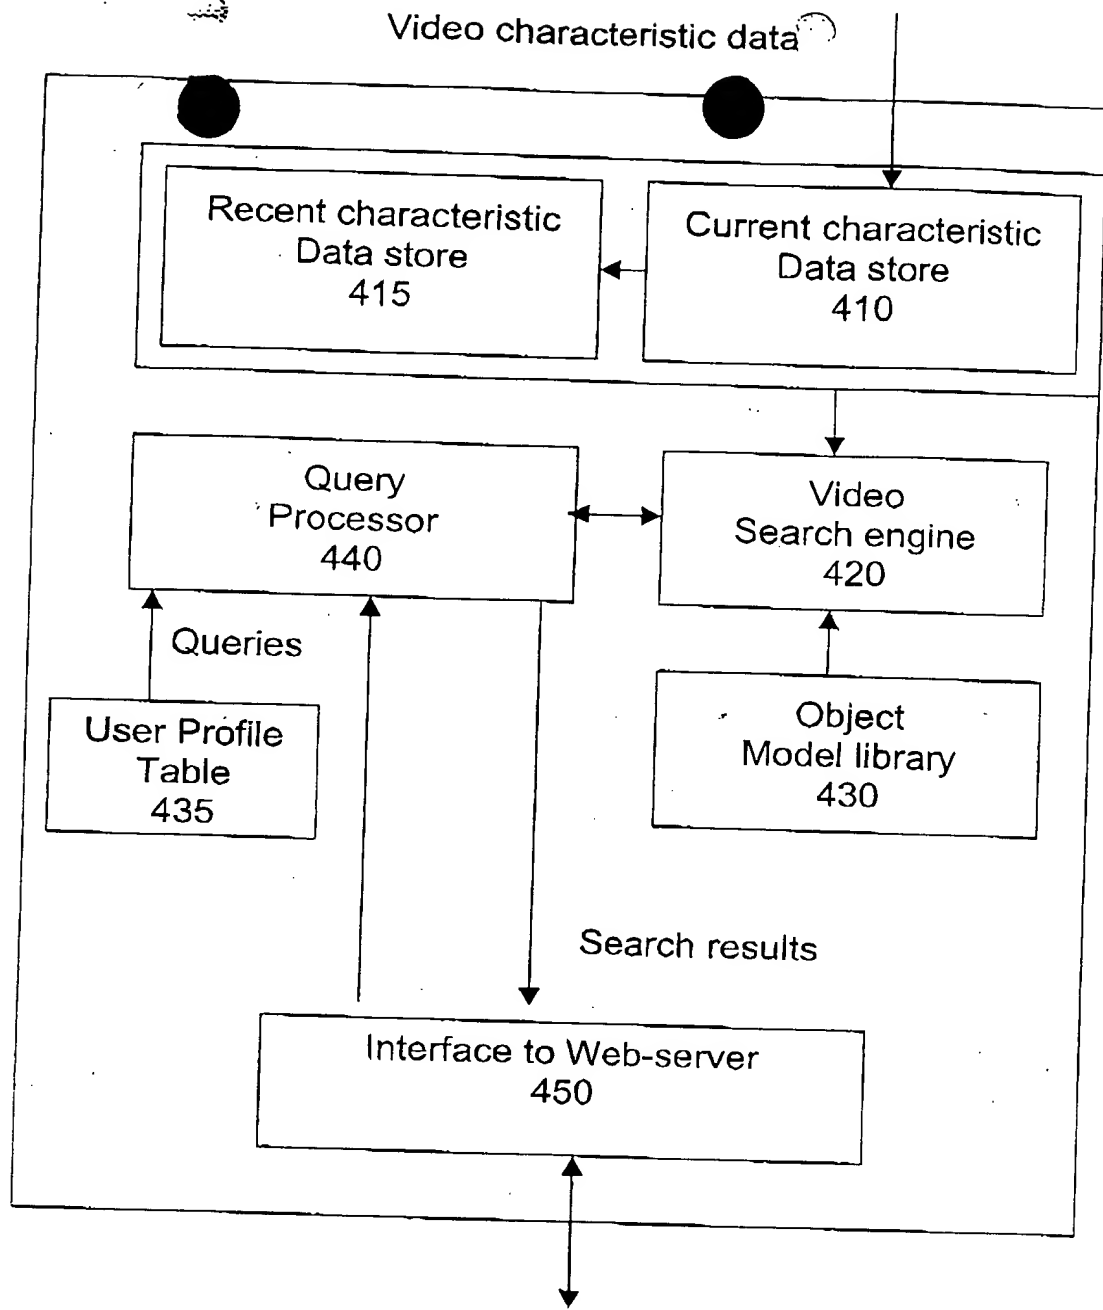 Video characteristic data
Recent characteristic
Data store
415
Current characteristic
Data store
410
Query
Processor
440
Video
Search engine
420
Queries
User Profile
Table
435
Object
Model library
430
Search results
Interface to Web-server
450